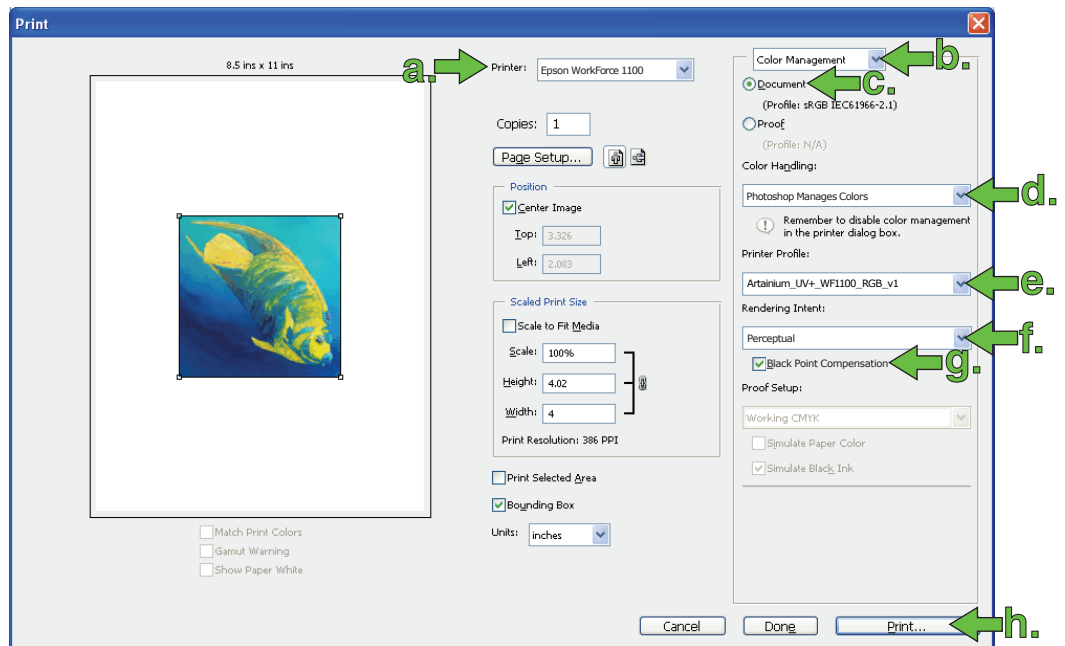 Print
8.5 ins x 11 ins
Match Print Colors
Gamut Warning
Show Paper White
a.
Printer: Epson WorkForce 1100
Copies: 1
Page Setup...
Position
Center Image
Top: 3.326
Left: 2.083
Scaled Print Size
Scale to Fit Media
Scale: 100%
Height: 4.02
Width: 4
Print Resolution: 386 PPI
Print Selected Area
Bounding Box
Units: inches
Color Management b.
Document c.
(Profile: sRGB IEC61966-2.1)
Proof
(Profile: N/A)
Color Handling:
Photoshop Manages Colors d.
Remember to disable color management
in the printer dialog box.
Printer Profile:
Artainium_UV+_WF1100_RGB_v1 e.
Rendering Intent:
Perceptual f.
Black Point Compensation g.
Proof Setup:
Working CMYK
Simulate Paper Color
Simulate Black Ink
Cancel Done Print... h.